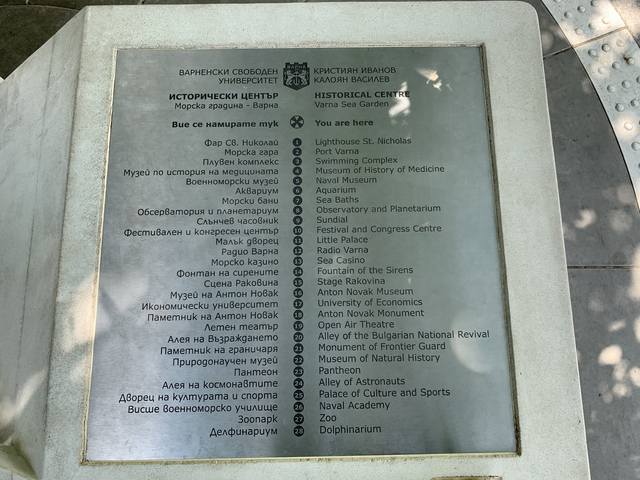 ВАРНЕНСКИ СВОБОДЕН УНИВЕРСИТЕТ КРИСТИЯН ИВАНОВ КАЛОЯН ВАСИЛЕВ
ИСТОРИЧЕСКИ ЦЕНТЪР HISTORICAL CENTRE
Морска градина - Варна Varna Sea Garden
Вие се намирате тук You are here
Фар Св. Николай 1 Lighthouse St. Nicholas
Морска гара 2 Port Varna
Плувен комплекс 3 Swimming Complex
Музей по история на медицината 4 Museum of History of Medicine
Военноморски музей 5 Naval Museum
Аквариум 6 Aquarium
Морски бани 7 Sea Baths
Обсерватория и планетариум 8 Observatory and Planetarium
Слънчев часовник 9 Sundial
Фестивален и конгресен център 10 Festival and Congress Centre
Малък дворец 11 Little Palace
Радио Варна 12 Radio Varna
Морско казино 13 Sea Casino
Фонтан на сирените 14 Fountain of the Sirens
Сцена Раковина 15 Stage Rakovina
Музей на Антон Новак 16 Anton Novak Museum
Икономически университет 17 University of Economics
Паметник на Антон Новак 18 Anton Novak Monument
Летен театър 19 Open Air Theatre
Алея на Възраждането 20 Alley of the Bulgarian National Revival
Паметник на граничаря 21 Monument of Frontier Guard
Природонаучен музей 22 Museum of Natural History
Пантеон 23 Pantheon
Алея на космонавтите 24 Alley of Astronauts
Дворец на културата и спорта 25 Palace of Culture and Sports
Висше военноморско училище 26 Naval Academy
Зоопарк 27 Zoo
Делфинариум 28 Dolphinarium